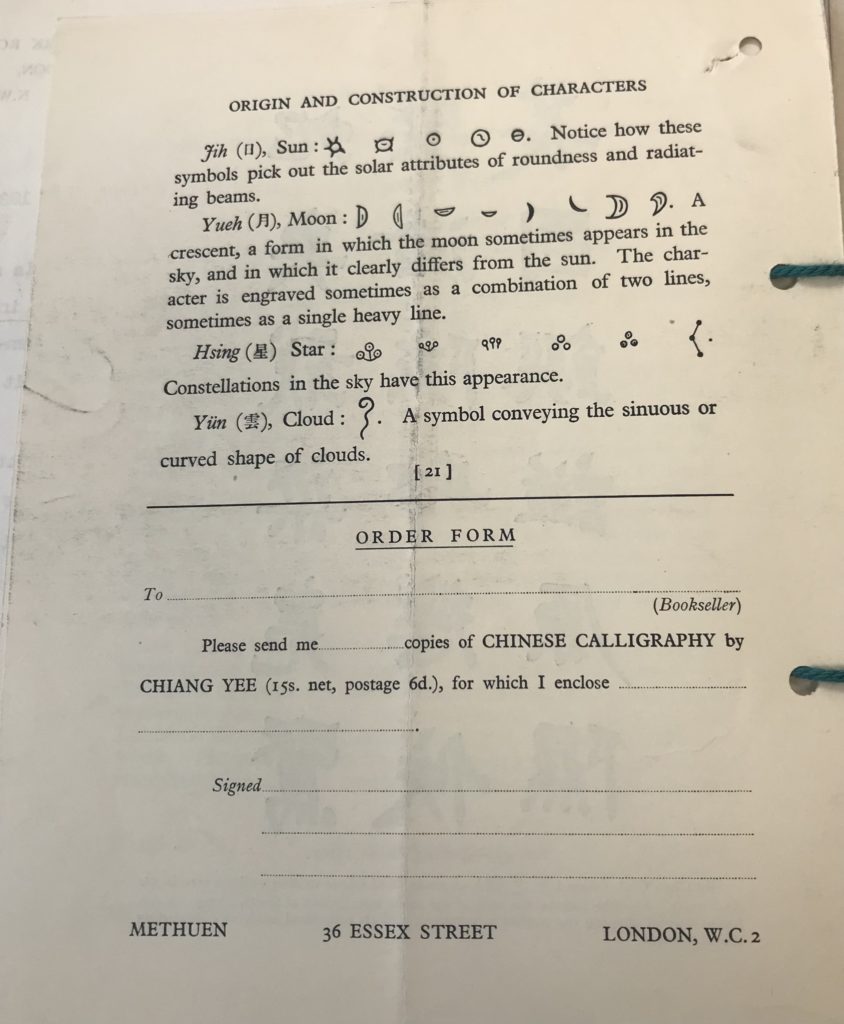 ORIGIN AND CONSTRUCTION OF CHARACTERS
Jih (日), Sun : . Notice how these
symbols pick out the solar attributes of roundness and radiat-
ing beams.
Yueh (月), Moon : . A
crescent, a form in which the moon sometimes appears in the
sky, and in which it clearly differs from the sun. The char-
acter is engraved sometimes as a combination of two lines,
sometimes as a single heavy line.
Hsing (星) Star : .
Constellations in the sky have this appearance.
Yün (雲), Cloud : . A symbol conveying the sinuous or
curved shape of clouds.
[ 21 ]
ORDER FORM
To
(Bookseller)
Please send me copies of CHINESE CALLIGRAPHY by
CHIANG YEE (15s. net, postage 6d.), for which I enclose
.
Signed
METHUEN 36 ESSEX STREET LONDON, W.C.2